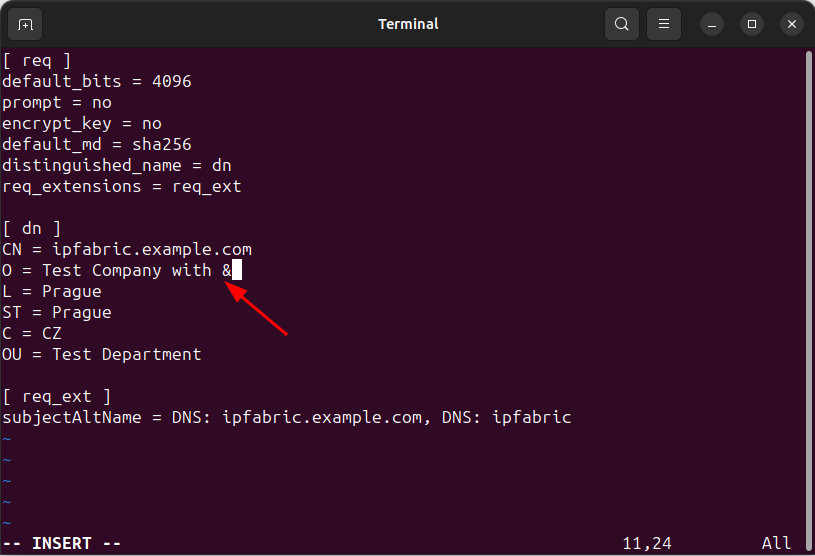 Terminal
[ req ]
default_bits = 4096
prompt = no
encrypt_key = no
default_md = sha256
distinguished_name = dn
req_extensions = req_ext
[ dn ]
CN = ipfabric.example.com
O = Test Company with &
L = Prague
ST = Prague
C = CZ
OU = Test Department
[ req_ext ]
subjectAltName = DNS: ipfabric.example.com, DNS: ipfabric
~
~
~
~
~
-- INSERT -- 11,24 All